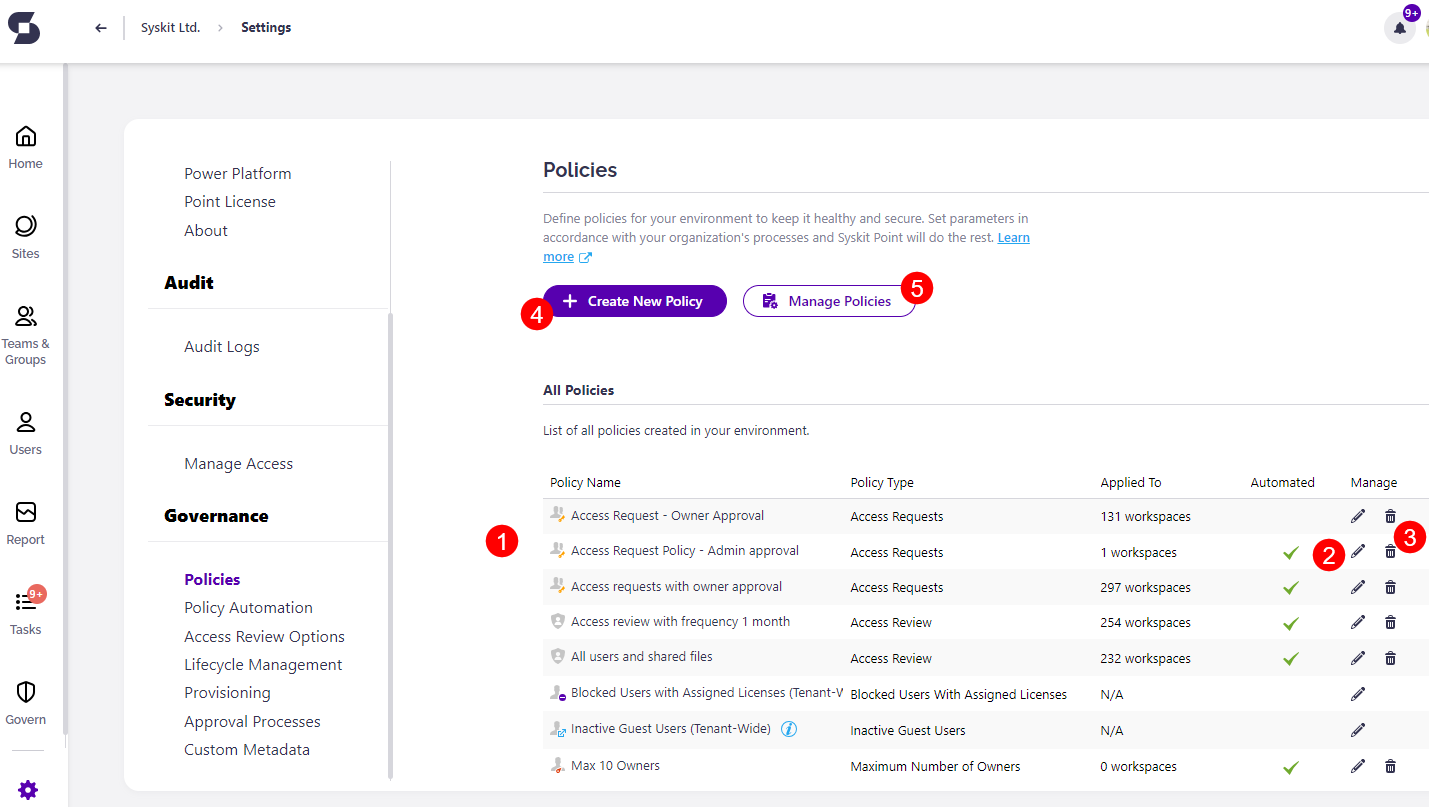 Syskit Ltd.
Settings
9+
Home
Sites
Teams &
Groups
Users
Report
9+
Tasks
Govern
Power Platform
Point License
About
Audit
Audit Logs
Security
Manage Access
Governance
Policies
Policy Automation
Access Review Options
Lifecycle Management
Provisioning
Approval Processes
Custom Metadata
Policies
Define policies for your environment to keep it healthy and secure. Set parameters in
accordance with your organization's processes and Syskit Point will do the rest. Learn
more
4
Create New Policy
Manage Policies
5
All Policies
List of all policies created in your environment.
Policy Name Policy Type Applied To Automated Manage
1
Access Request - Owner Approval Access Requests 131 workspaces
3
Access Request Policy - Admin approval Access Requests 1 workspaces
2
Access requests with owner approval Access Requests 297 workspaces
Access review with frequency 1 month Access Review 254 workspaces
All users and shared files Access Review 232 workspaces
Blocked Users with Assigned Licenses (Tenant-W Blocked Users With Assigned Licenses N/A
Inactive Guest Users (Tenant-Wide) i Inactive Guest Users N/A
Max 10 Owners Maximum Number of Owners 0 workspaces